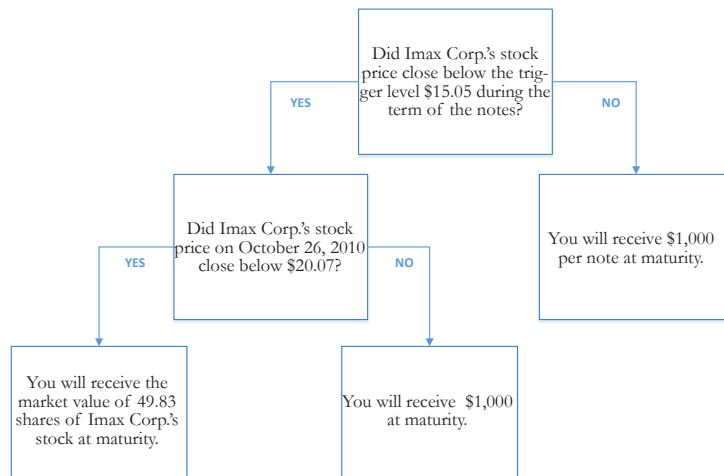 Did Imax Corp.'s stock
price close below the trig-
ger level $15.05 during the
term of the notes?
YES
NO
Did Imax Corp.'s stock
price on October 26, 2010
close below $20.07?
You will receive $1,000
per note at maturity.
YES
NO
You will receive the
market value of 49.83
shares of Imax Corp.'s
stock at maturity.
You will receive $1,000
at maturity.